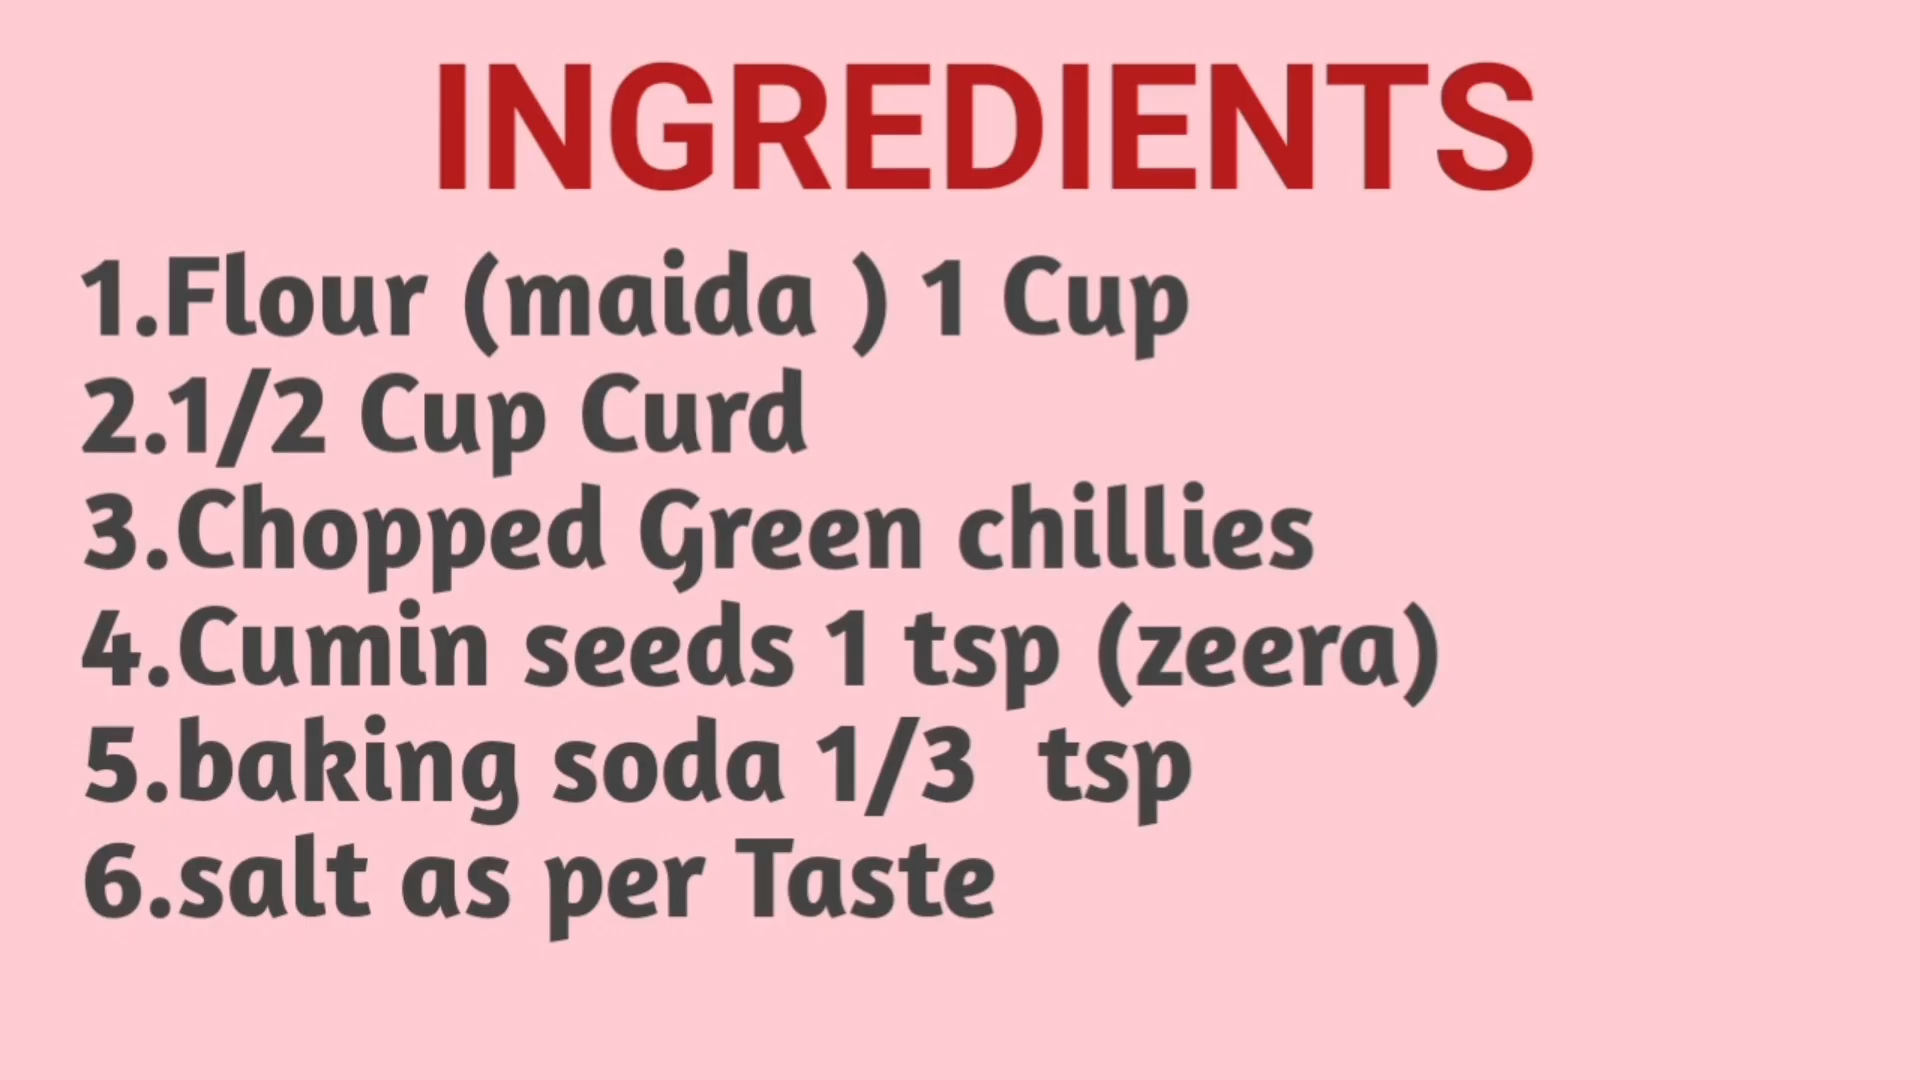 INGREDIENTS
1.Flour (maida ) 1 Cup
2.1/2 Cup Curd
3.Chopped Green chillies
4.Cumin seeds 1 tsp (zeera)
5.baking soda 1/3  tsp
6.salt as per Taste